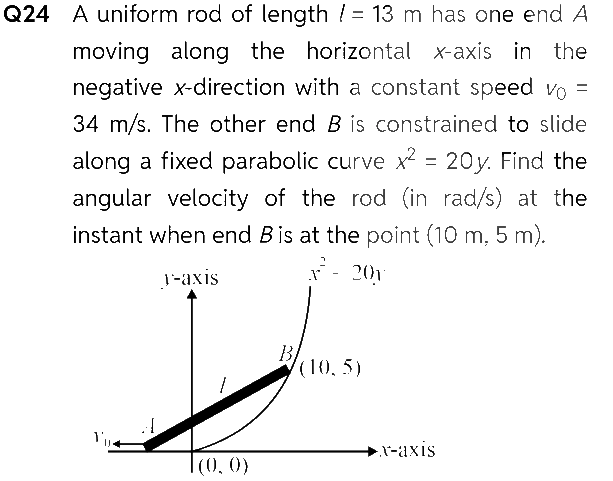 Q24 A uniform rod of length l = 13 m has one end A
moving along the horizontal x-axis in the
negative x-direction with a constant speed v₀ =
34 m/s. The other end B is constrained to slide
along a fixed parabolic curve x² = 20y. Find the
angular velocity of the rod (in rad/s) at the
instant when end B is at the point (10 m, 5 m).
y-axis
x² - 20y
B
(10, 5)
l
A
v₀
x-axis
(0, 0)